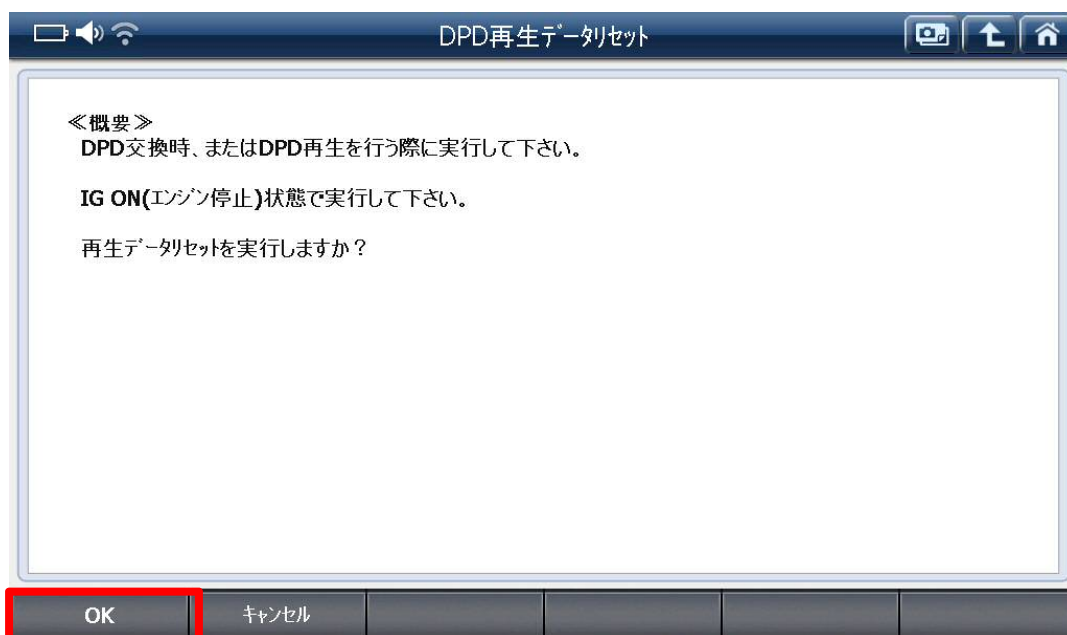 DPD再生ﾃﾞｰﾀﾘｾｯﾄ
≪概要≫
DPD交換時、またはDPD再生を行う際に実行して下さい。
IG ON(ｴﾝｼﾞﾝ停止)状態で実行して下さい。
再生ﾃﾞｰﾀﾘｾｯﾄを実行しますか？
OK ｷｬﾝｾﾙ